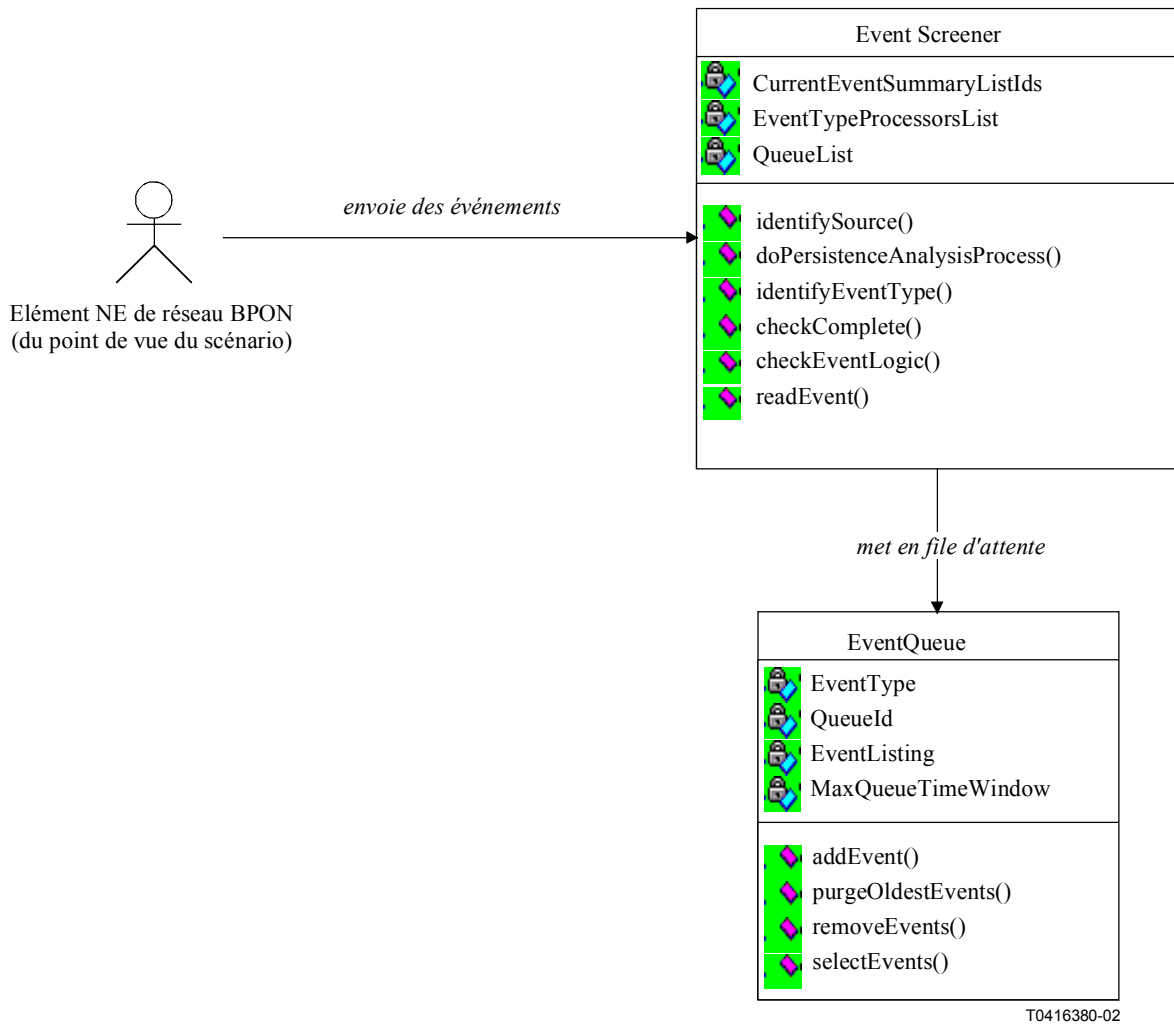 Event Screener
CurrentEventSummaryListIds
EventTypeProcessorsList
QueueList
envoie des événements
identifySource()
doPersistenceAnalysisProcess()
identifyEventType()
checkComplete()
checkEventLogic()
readEvent()
Elément NE de réseau BPON
(du point de vue du scénario)
met en file d'attente
EventQueue
EventType
QueueId
EventListing
MaxQueueTimeWindow
addEvent()
purgeOldestEvents()
removeEvents()
selectEvents()
T0416380-02